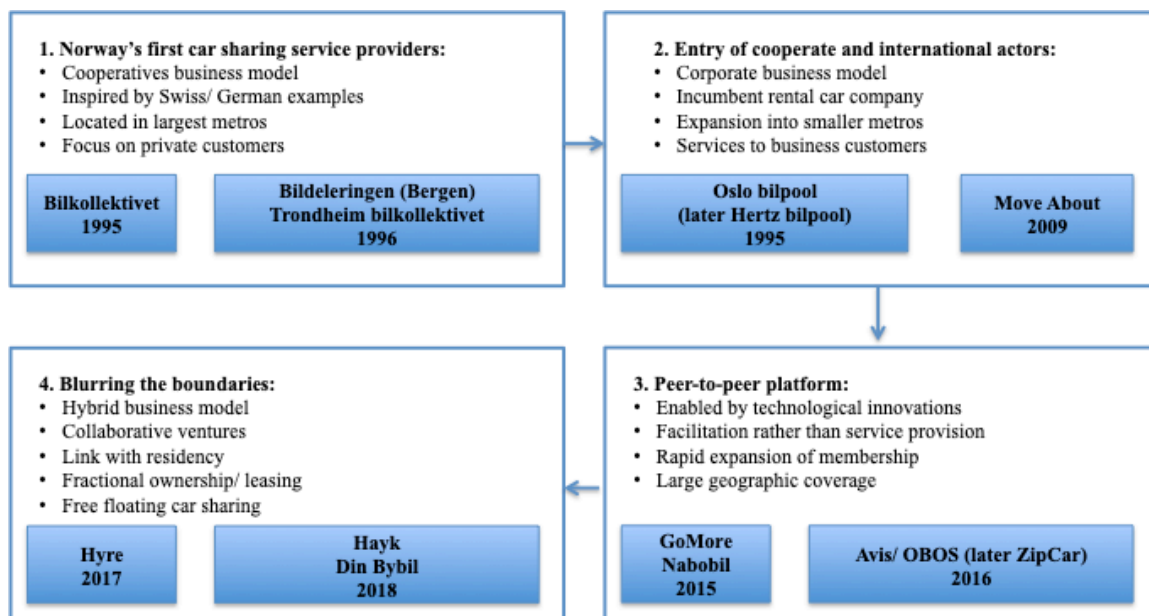 1. Norway's first car sharing service providers:
• Cooperatives business model
• Inspired by Swiss/ German examples
• Located in largest metros
• Focus on private customers
Bilkollektivet
1995
Bildeleringen (Bergen)
Trondheim bilkollektivet
1996
2. Entry of cooperate and international actors:
• Corporate business model
• Incumbent rental car company
• Expansion into smaller metros
• Services to business customers
Oslo bilpool
(later Hertz bilpool)
1995
Move About
2009
3. Peer-to-peer platform:
• Enabled by technological innovations
• Facilitation rather than service provision
• Rapid expansion of membership
• Large geographic coverage
GoMore
Nabobil
2015
Avis/ OBOS (later ZipCar)
2016
4. Blurring the boundaries:
• Hybrid business model
• Collaborative ventures
• Link with residency
• Fractional ownership/ leasing
• Free floating car sharing
Hyre
2017
Hayk
Din Bybil
2018